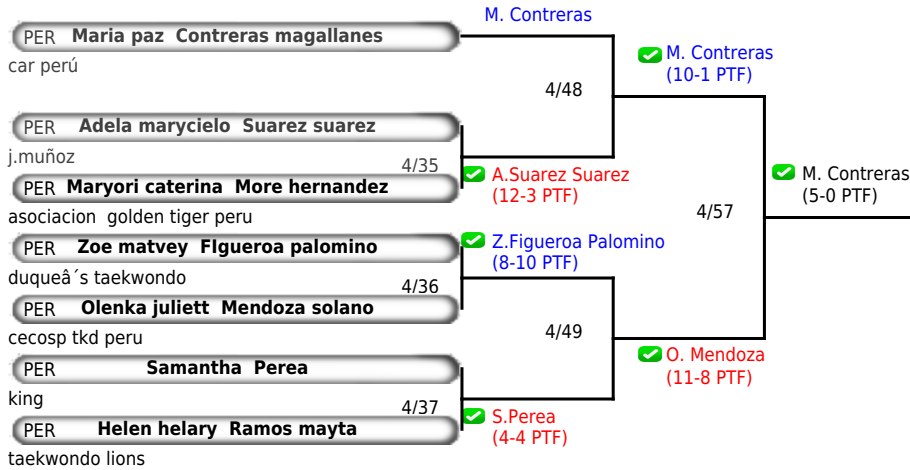 M. Contreras
PER Maria paz Contreras magallanes
car perú
M. Contreras
(10-1 PTF)
4/48
PER Adela marycielo Suarez suarez
j.muñoz
4/35
A.Suarez Suarez
(12-3 PTF)
PER Maryori caterina More hernandez
asociacion golden tiger peru
M. Contreras
(5-0 PTF)
4/57
PER Zoe matvey FIgueroa palomino
duqueâ´s taekwondo
Z.Figueroa Palomino
(8-10 PTF)
4/36
PER Olenka juliett Mendoza solano
cecosp tkd peru
4/49
O. Mendoza
(11-8 PTF)
PER Samantha Perea
king
4/37
S.Perea
(4-4 PTF)
PER Helen helary Ramos mayta
taekwondo lions